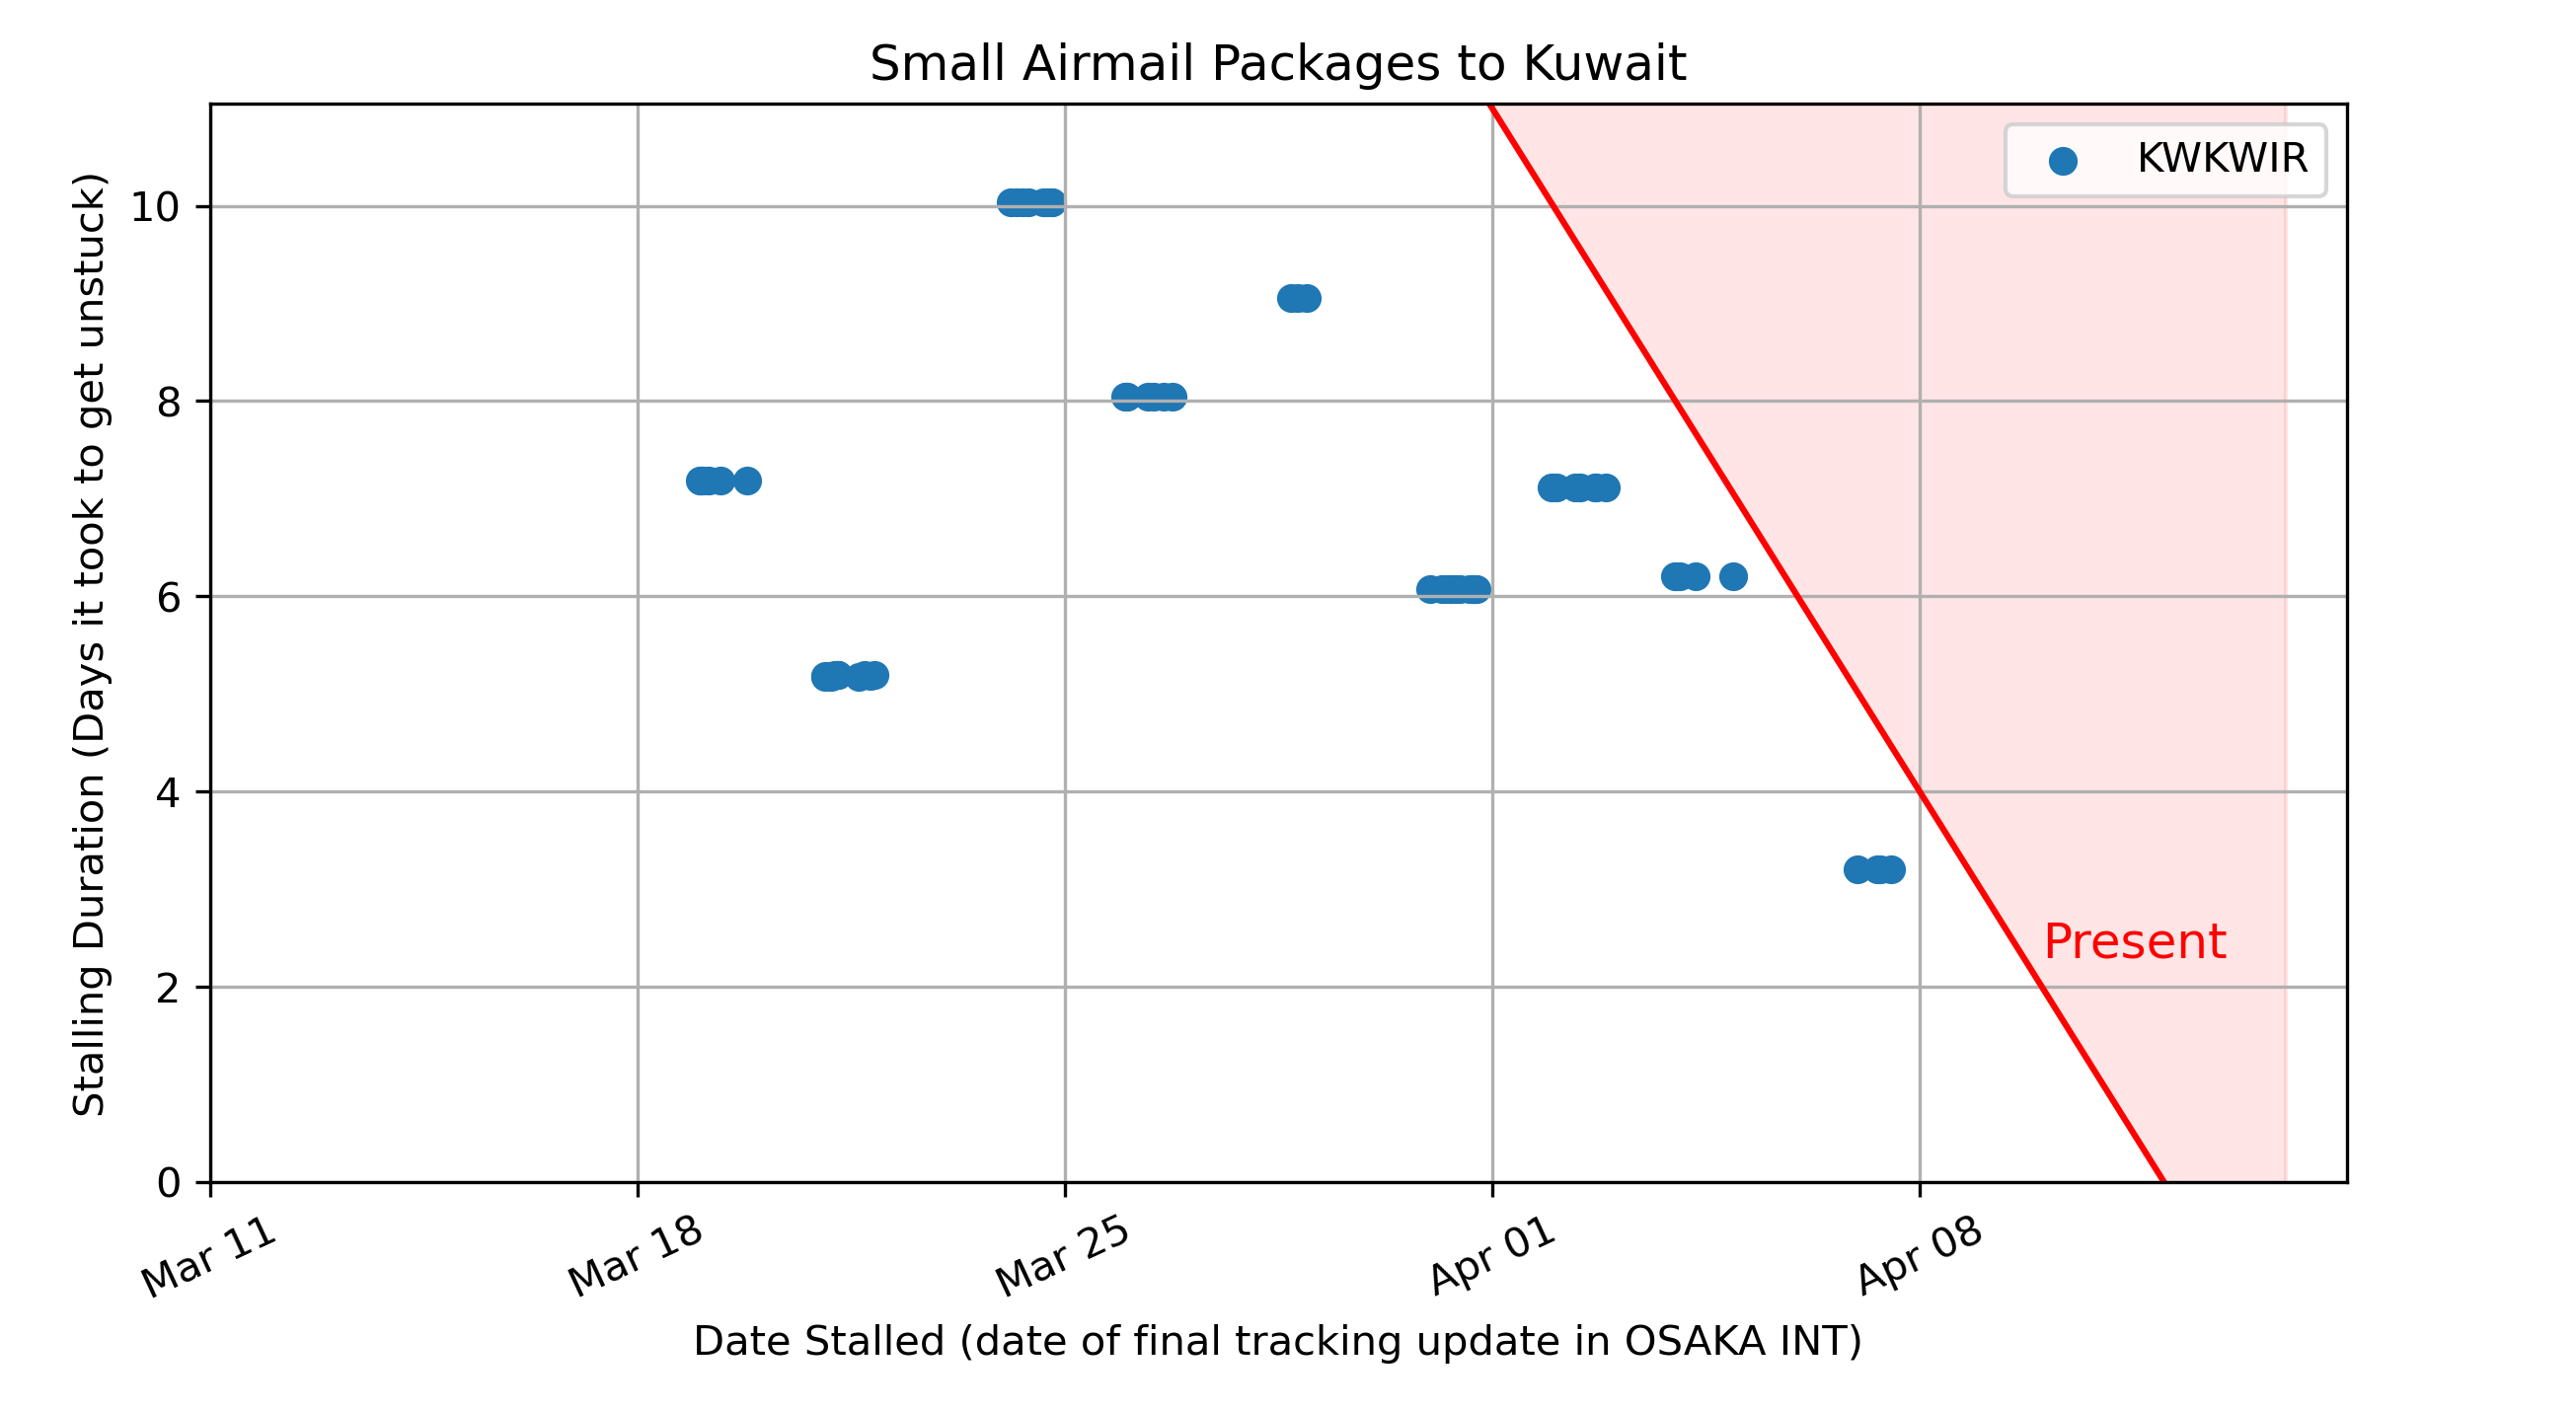 Small Airmail Packages to Kuwait
KWKWIR
Stalling Duration (Days it took to get unstuck)
10
8
6
4
2
0
Present
Mar 11
Mar 18
Mar 25
Apr 01
Apr 08
Date Stalled (date of final tracking update in OSAKA INT)